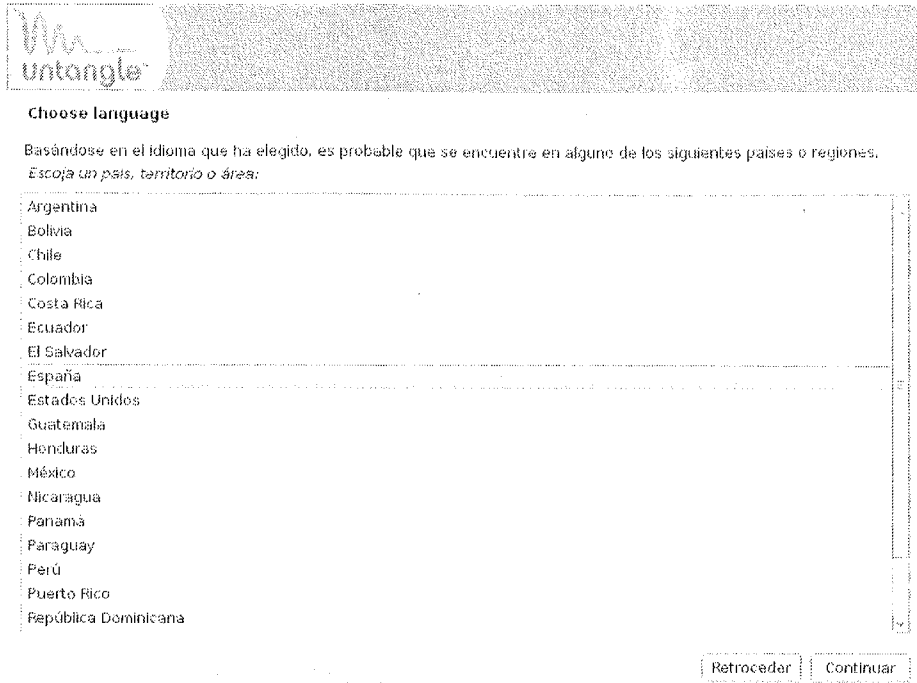 untangle
Choose language
Basándose en el idioma que ha elegido, es probable que se encuentre en alguno de los siguientes países o regiones.
Escoja un país, territorio o área:
Argentina
Bolivia
Chile
Colombia
Costa Rica
Ecuador
El Salvador
España
Estados Unidos
Guatemala
Honduras
México
Nicaragua
Panamá
Paraguay
Perú
Puerto Rico
República Dominicana
Retroceder Continuar